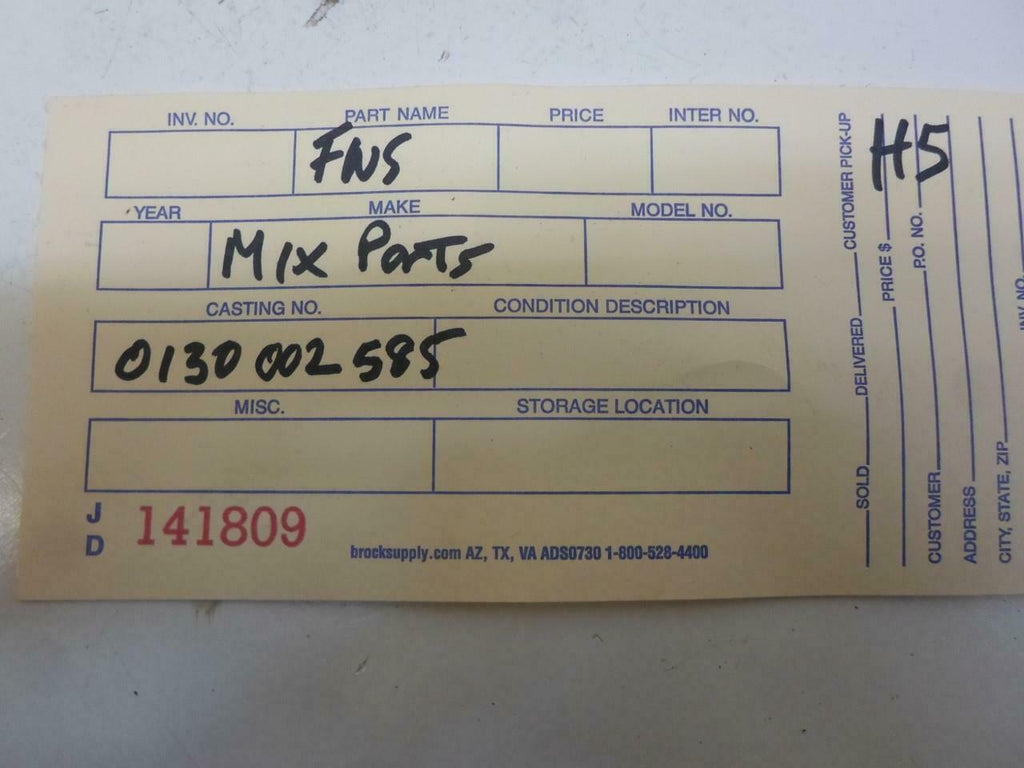 INV. NO. PART NAME PRICE INTER NO.
FNS
YEAR MAKE MODEL NO.
MIX Parts
CASTING NO. CONDITION DESCRIPTION
0130 002 585
MISC. STORAGE LOCATION
J
D
141809
brocksupply.com AZ, TX, VA ADS0730 1-800-528-4400
H5
SOLD DELIVERED CUSTOMER PICK-UP
PRICE $
CUSTOMER P.O. NO.
ADDRESS
CITY, STATE, ZIP
INV NO.